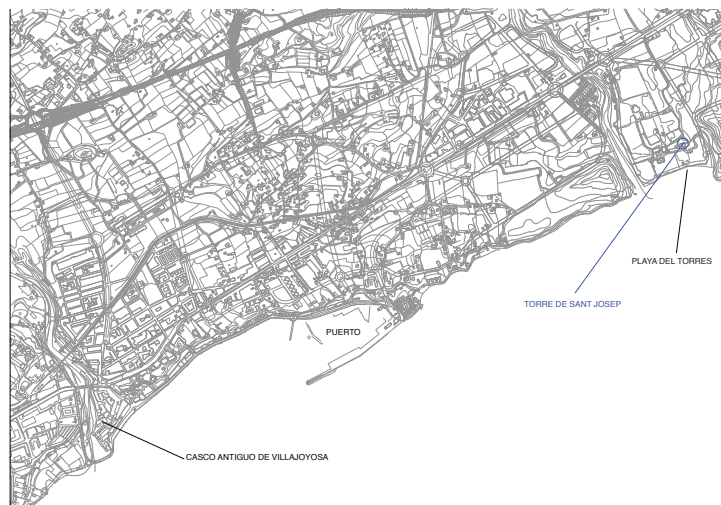 PLAYA DEL TORRES
TORRE DE SANT JOSEP
PUERTO
CASCO ANTIGUO DE VILLAJOYOSA